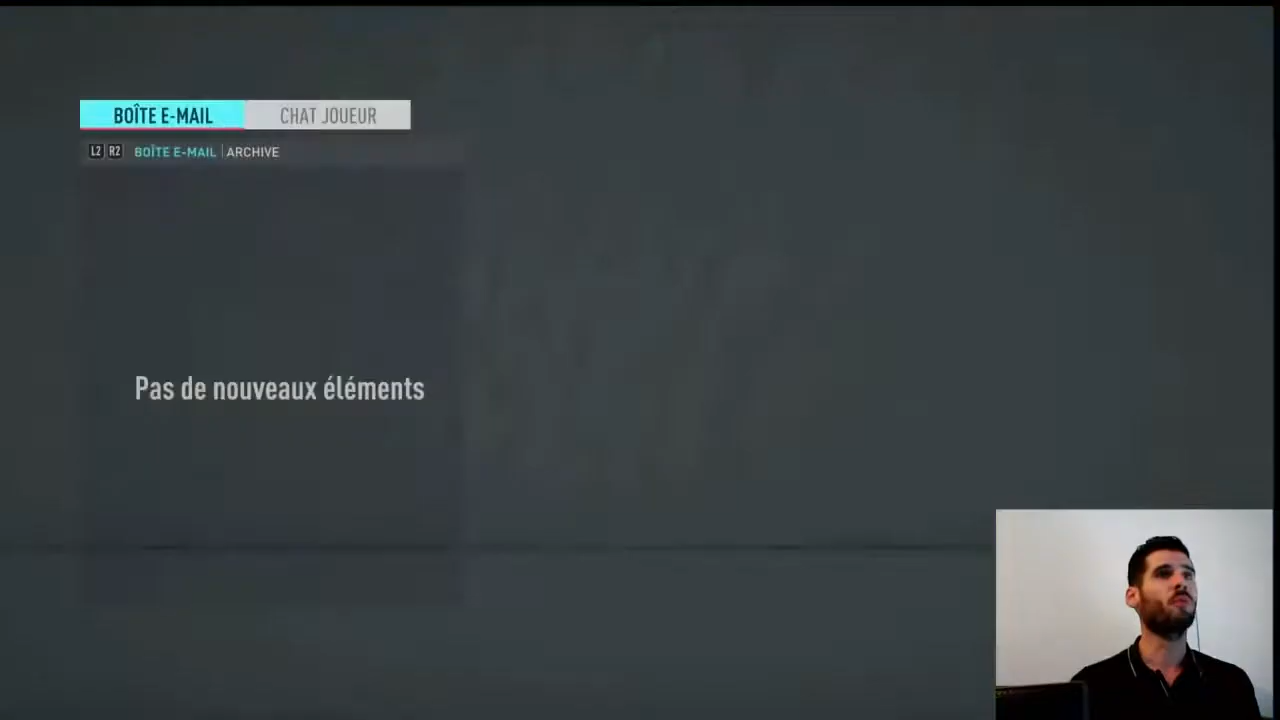 BOÎTE E-MAIL CHAT JOUEUR
L2 R2 BOÎTE E-MAIL | ARCHIVE
Pas de nouveaux éléments